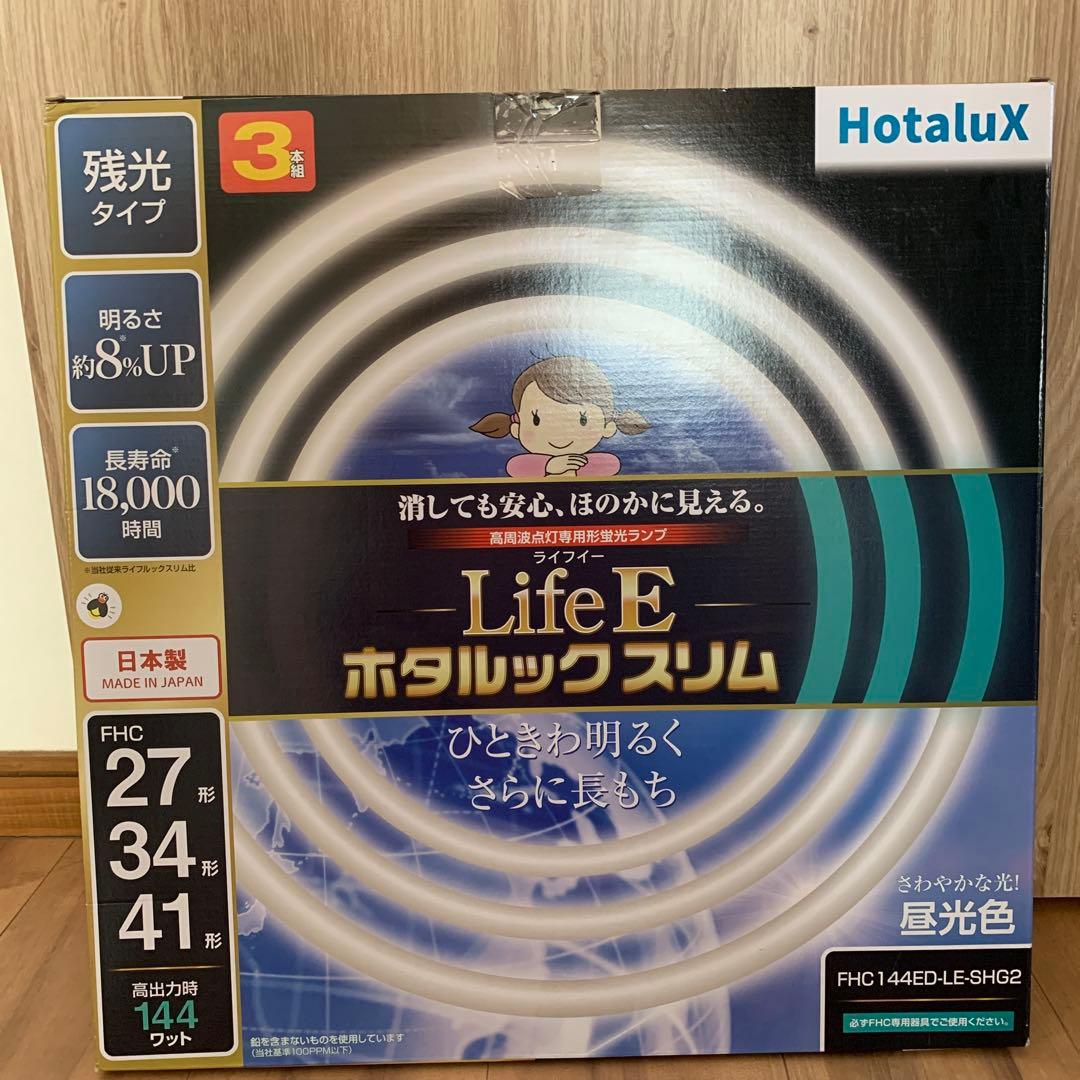 HotaluX
3本組
残光
タイプ
明るさ
約8%UP※
長寿命※
18,000
時間
※当社従来ライフルックスリム比
日本製
MADE IN JAPAN
FHC
27形
34形
41形
高出力時
144
ワット
消しても安心、ほのかに見える。
高周波点灯専用形蛍光ランプ
ライフイー
LifeE
ホタルックスリム
ひときわ明るく
さらに長もち
さわやかな光!
昼光色
FHC144ED-LE-SHG2
必ずFHC専用器具でご使用ください。
鉛を含まないものを使用しています
(当社基準100PPM以下)